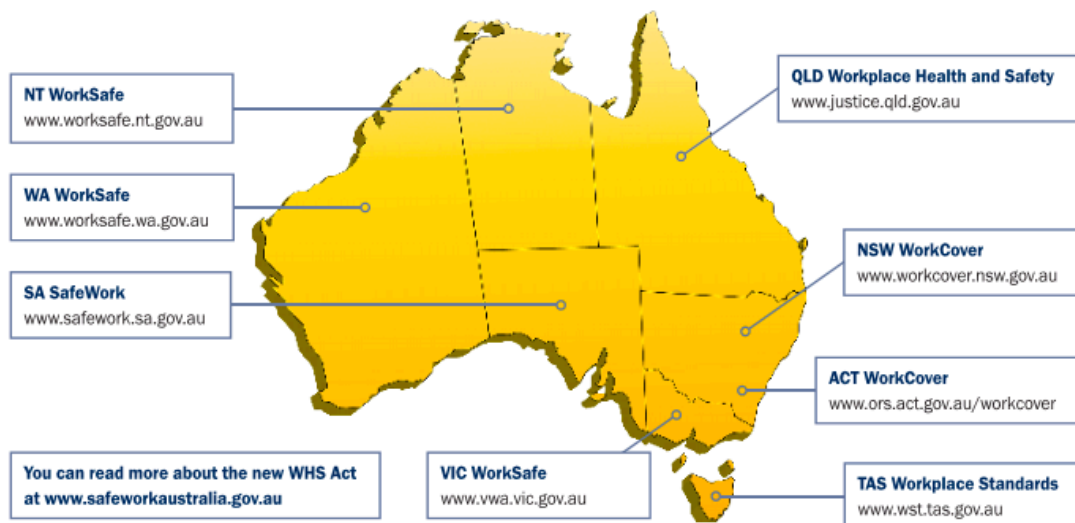 NT WorkSafe
www.worksafe.nt.gov.au
WA WorkSafe
www.worksafe.wa.gov.au
SA SafeWork
www.safework.sa.gov.au
You can read more about the new WHS Act
at www.safeworkaustralia.gov.au
VIC WorkSafe
www.vwa.vic.gov.au
QLD Workplace Health and Safety
www.justice.qld.gov.au
NSW WorkCover
www.workcover.nsw.gov.au
ACT WorkCover
www.ors.act.gov.au/workcover
TAS Workplace Standards
www.wst.tas.gov.au